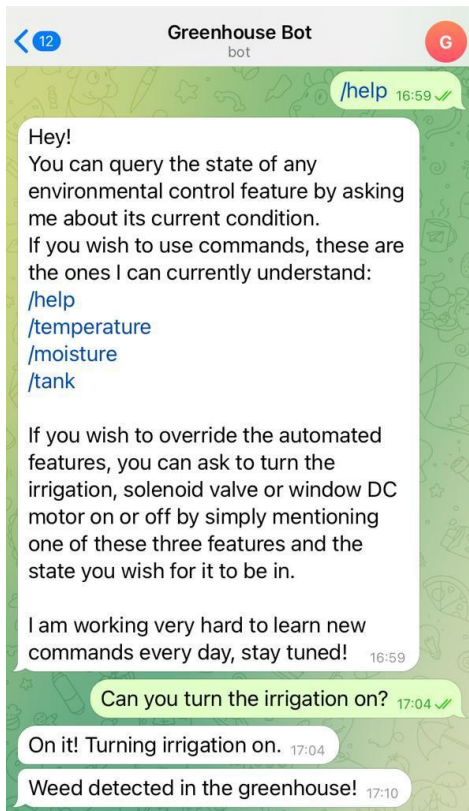 12
Greenhouse Bot
bot
G
/help 16:59
Hey!
You can query the state of any
environmental control feature by asking
me about its current condition.
If you wish to use commands, these are
the ones I can currently understand:
/help
/temperature
/moisture
/tank
If you wish to override the automated
features, you can ask to turn the
irrigation, solenoid valve or window DC
motor on or off by simply mentioning
one of these three features and the
state you wish for it to be in.
I am working very hard to learn new
commands every day, stay tuned! 16:59
Can you turn the irrigation on? 17:04
On it! Turning irrigation on. 17:04
Weed detected in the greenhouse! 17:10